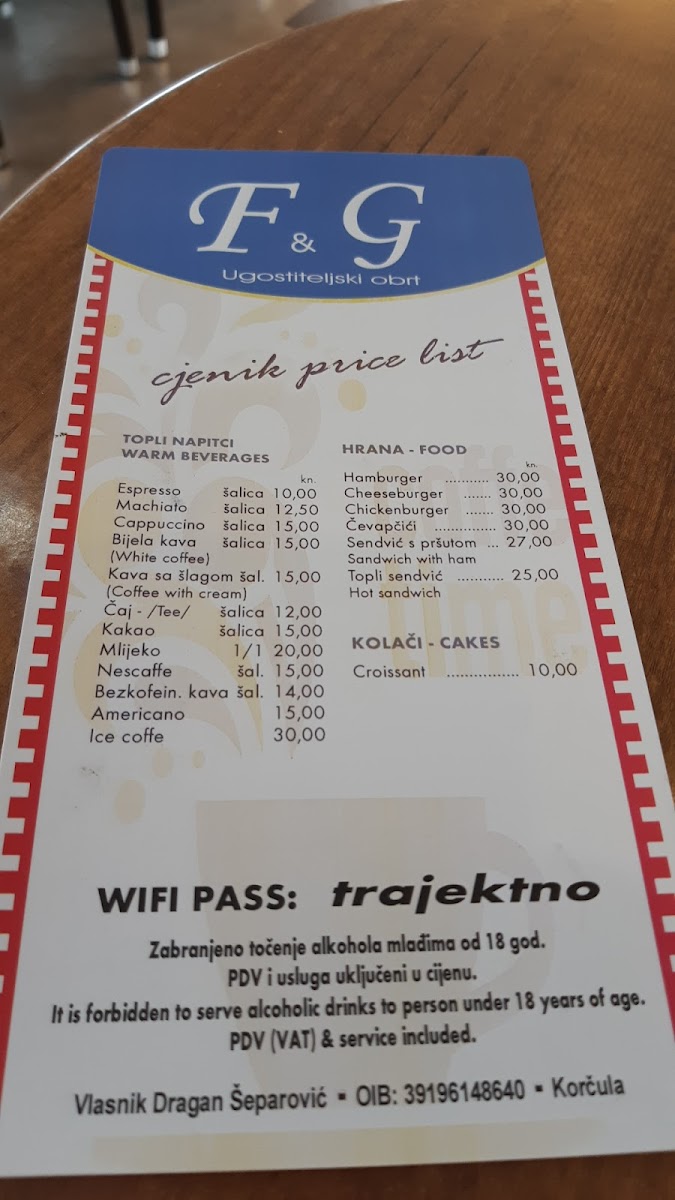 F & G
Ugostiteljski obrt
cjenik price list
TOPLI NAPITCI
WARM BEVERAGES
kn.
Espresso šalica 10,00
Machiato šalica 12,50
Cappuccino šalica 15,00
Bijela kava šalica 15,00
(White coffee)
Kava sa šlagom šal. 15,00
(Coffee with cream)
Čaj - /Tee/ šalica 12,00
Kakao šalica 15,00
Mlijeko 1/1 20,00
Nescaffe šal. 15,00
Bezkofein. kava šal. 14,00
Americano 15,00
Ice coffe 30,00
HRANA - FOOD
kn.
Hamburger ........... 30,00
Cheeseburger ....... 30,00
Chickenburger ....... 30,00
Čevapčići ............... 30,00
Sendvič s pršutom ... 27,00
Sandwich with ham
Topli sendvić ........... 25,00
Hot sandwich
KOLAČI - CAKES
Croissant ................ 10,00
coffee
time
WIFI PASS: trajektno
Zabranjeno točenje alkohola mlađima od 18 god.
PDV i usluga uključeni u cijenu.
It is forbidden to serve alcoholic drinks to person under 18 years of age.
PDV (VAT) & service included.
Vlasnik Dragan Šeparović ▪ OIB: 39196148640 ▪ Korčula